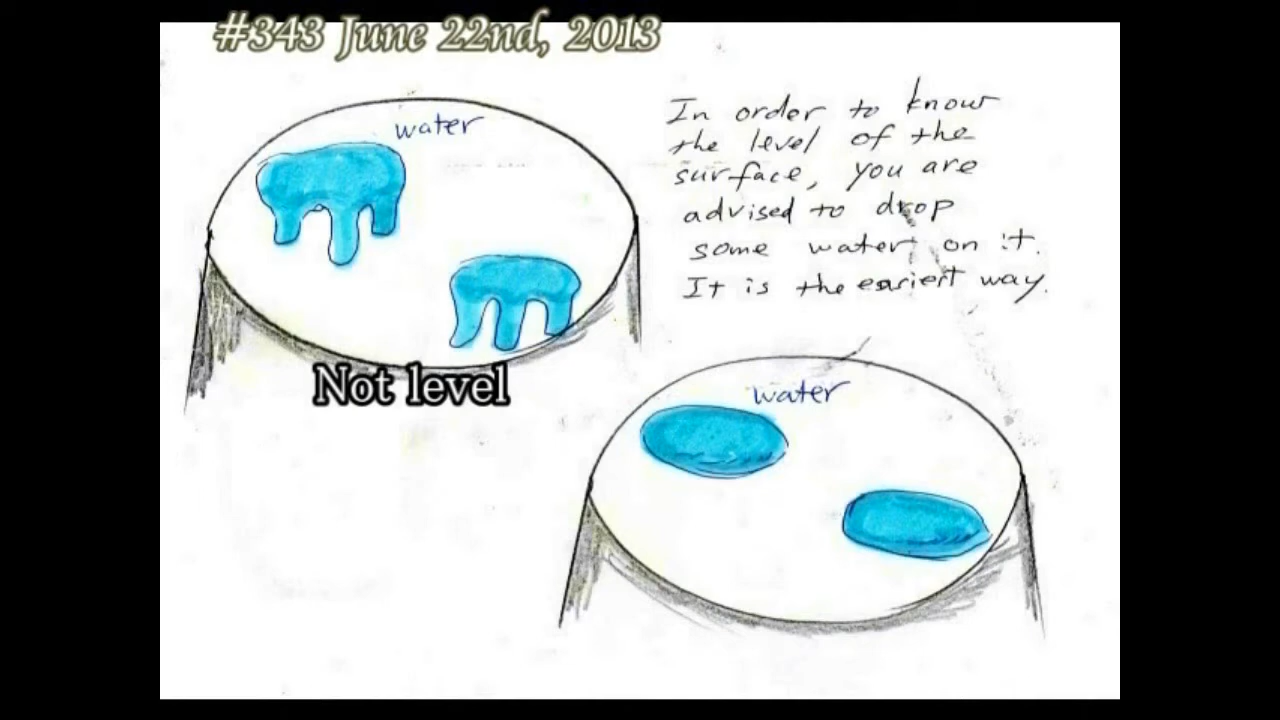 #343 June 22nd, 2013
water
In order to know
the level of the
surface, you are
advised to drop
some water on it.
It is the easiert way.
Not level
water